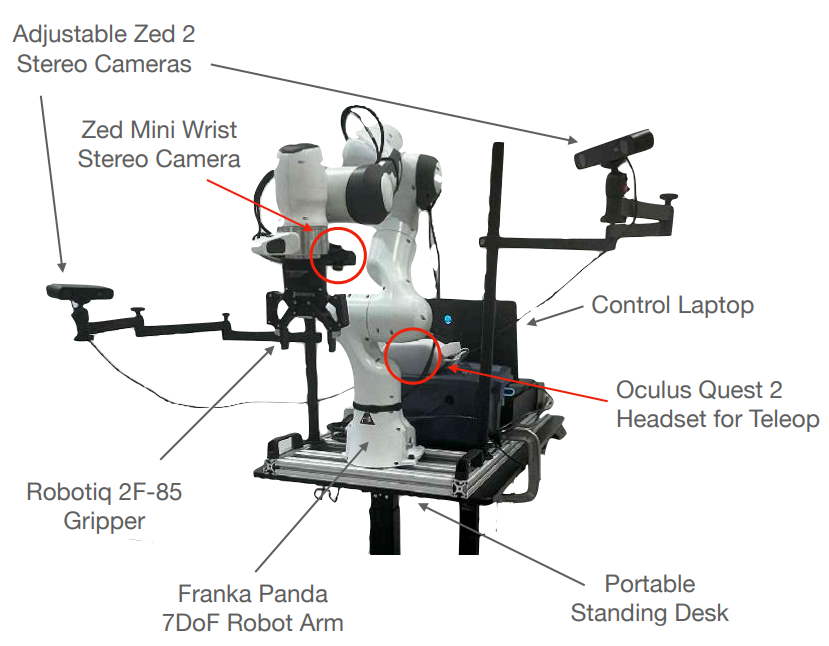 Adjustable Zed 2
Stereo Cameras
Zed Mini Wrist
Stereo Camera
Control Laptop
Oculus Quest 2
Headset for Teleop
Robotiq 2F-85
Gripper
Franka Panda
7DoF Robot Arm
Portable
Standing Desk